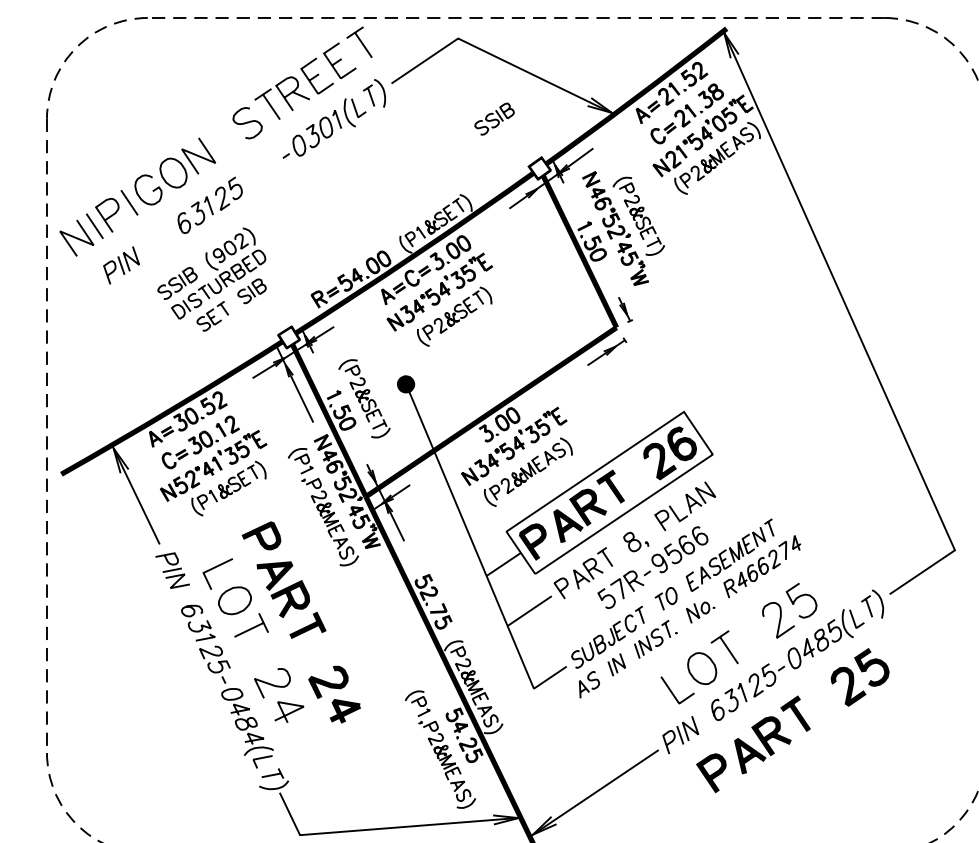 NIPIGON STREET
PIN 63125 -0301(LT)
SSIB
SSIB (902)
DISTURBED
SET SIB
R=54.00 (P1&SET)
A=C=3.00
N34°54'35"E
(P2&SET)
A=21.52
C=21.38
N21°54'05"E
(P2&MEAS)
(P2&SET)
N46°52'45"W
1.50
A=30.52
C=30.12
N52°41'35"E
(P1&SET)
(P2&SET)
1.50
N46°52'45"W
(P1,P2&MEAS)
3.00
N34°54'35"E
(P2&MEAS)
PART 26
PART 8, PLAN
57R-9566
SUBJECT TO EASEMENT
AS IN INST. No. R466274
LOT 25
PIN 63125-0485(LT)
PART 25
PART 24
LOT 24
PIN 63125-0484(LT)
52.75 (P2&MEAS)
54.25
(P1,P2&MEAS)